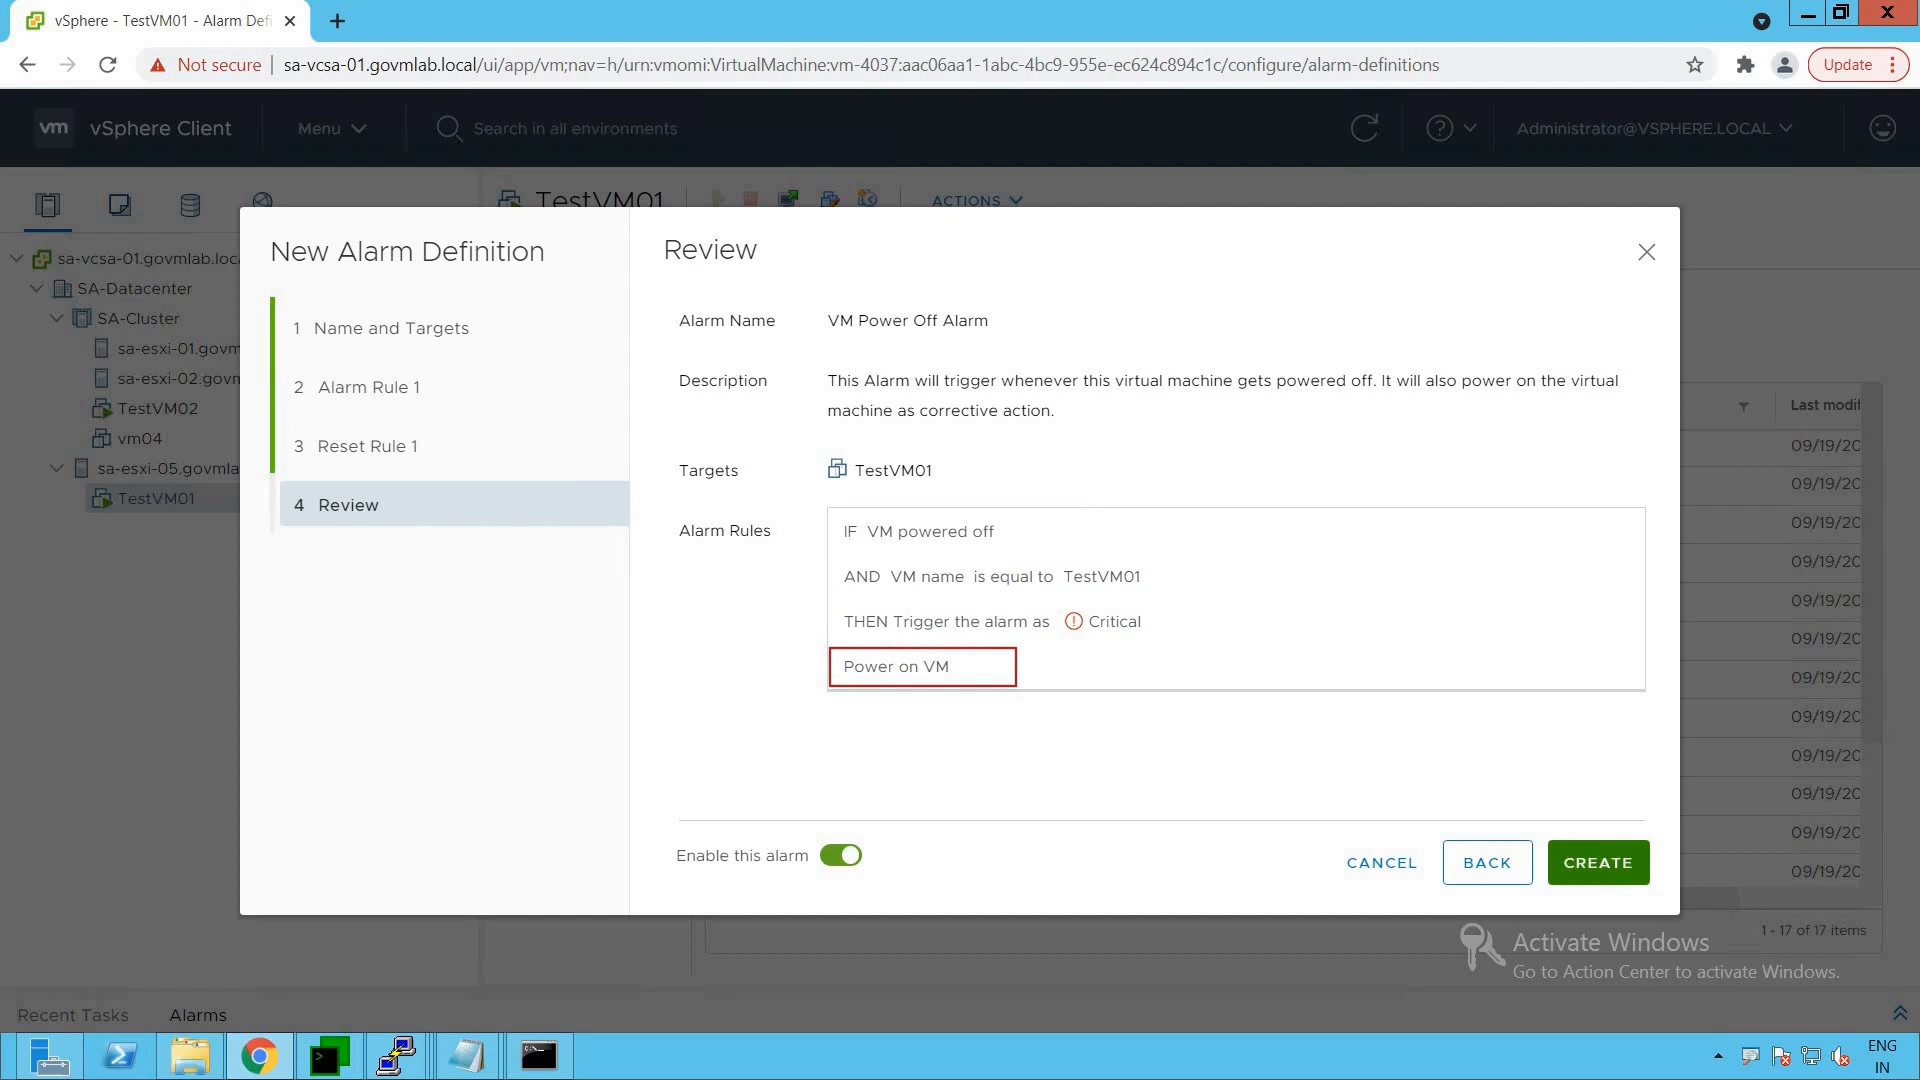 vSphere - TestVM01 - Alarm Defi
Not secure
sa-vcsa-01.govmlab.local/ui/app/vm;nav=h/urn:vmomi:VirtualMachine:vm-4037:aac06aa1-1abc-4bc9-955e-ec624c894c1c/configure/alarm-definitions
Update
vm
vSphere Client
Menu
Search in all environments
Administrator@VSPHERE.LOCAL
TestVM01
ACTIONS
sa-vcsa-01.govmlab.loca
SA-Datacenter
SA-Cluster
sa-esxi-01.govm
sa-esxi-02.govn
TestVM02
vm04
sa-esxi-05.govmla
TestVM01
New Alarm Definition
1 Name and Targets
2 Alarm Rule 1
3 Reset Rule 1
4 Review
Review
Alarm Name
VM Power Off Alarm
Description
This Alarm will trigger whenever this virtual machine gets powered off. It will also power on the virtual
machine as corrective action.
Targets
TestVM01
Alarm Rules
IF VM powered off
AND VM name is equal to TestVM01
THEN Trigger the alarm as Critical
Power on VM
Enable this alarm
CANCEL
BACK
CREATE
Last modif
09/19/20
09/19/20
09/19/20
09/19/20
09/19/20
09/19/20
09/19/20
09/19/20
09/19/20
09/19/20
09/19/20
09/19/20
1 - 17 of 17 items
Activate Windows
Go to Action Center to activate Windows.
Recent Tasks
Alarms
ENG
IN